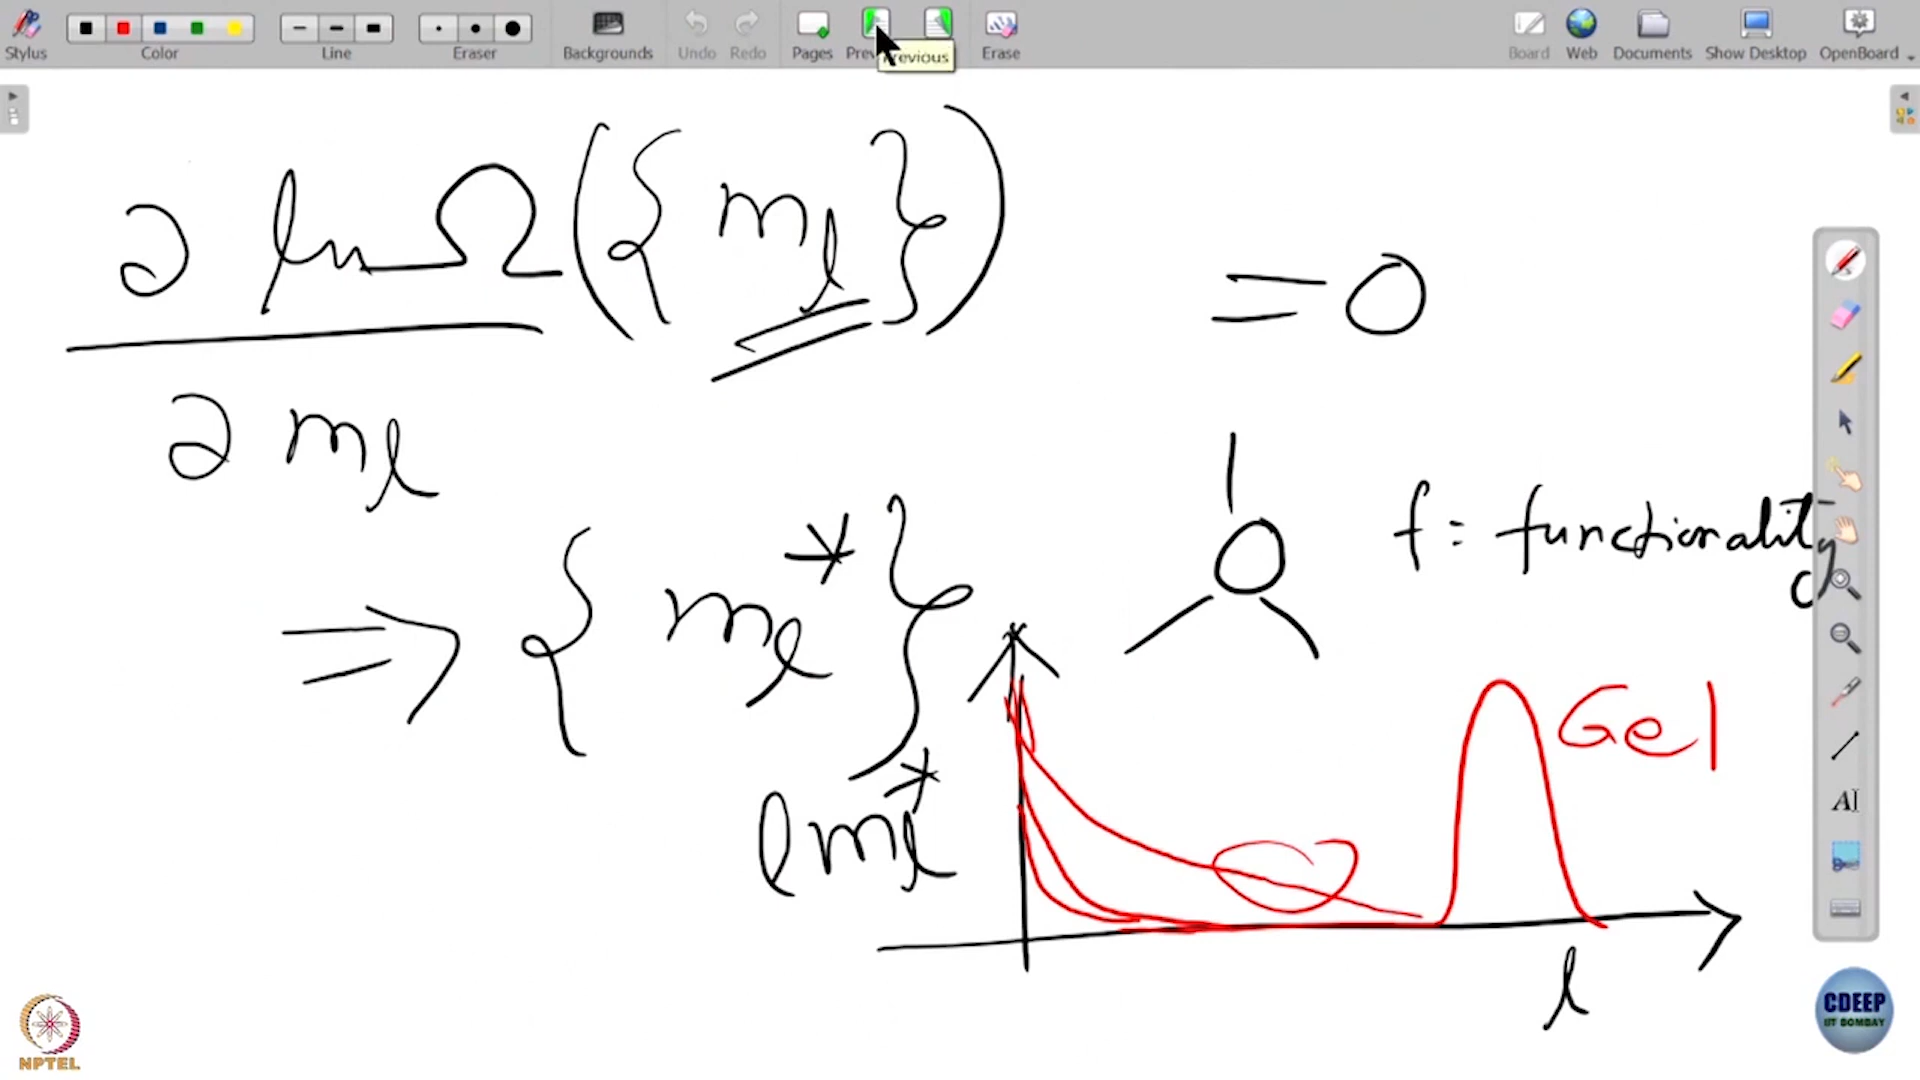 Stylus Color Line Eraser Backgrounds Undo Redo Pages Previous Erase Board Web Documents Show Desktop OpenBoard
∂ ln Ω ({m_l}) = 0
∂ m_l
f = functionality
⇒ {m_l*}
Gel
l m_l*
l
NPTEL
CDEEP
IIT BOMBAY